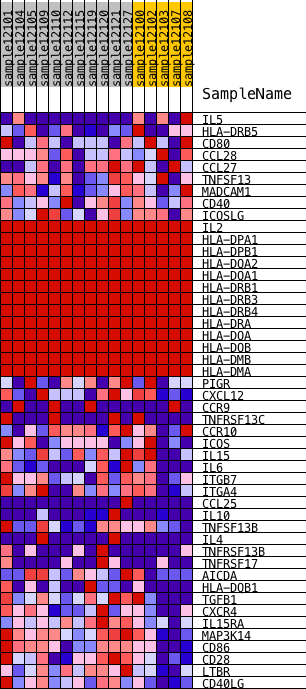 sample12101
sample12104
sample12105
sample12109
sample12110
sample12112
sample12115
sample12119
sample12120
sample12121
sample12122
sample12100
sample12102
sample12103
sample12107
sample12108
SampleName
IL5
HLA-DRB5
CD80
CCL28
CCL27
TNFSF13
MADCAM1
CD40
ICOSLG
IL2
HLA-DPA1
HLA-DPB1
HLA-DQA2
HLA-DQA1
HLA-DRB1
HLA-DRB3
HLA-DRB4
HLA-DRA
HLA-DOA
HLA-DOB
HLA-DMB
HLA-DMA
PIGR
CXCL12
CCR9
TNFRSF13C
CCR10
ICOS
IL15
IL6
ITGB7
ITGA4
CCL25
IL10
TNFSF13B
IL4
TNFRSF13B
TNFRSF17
AICDA
HLA-DQB1
TGFB1
CXCR4
IL15RA
MAP3K14
CD86
CD28
LTBR
CD40LG